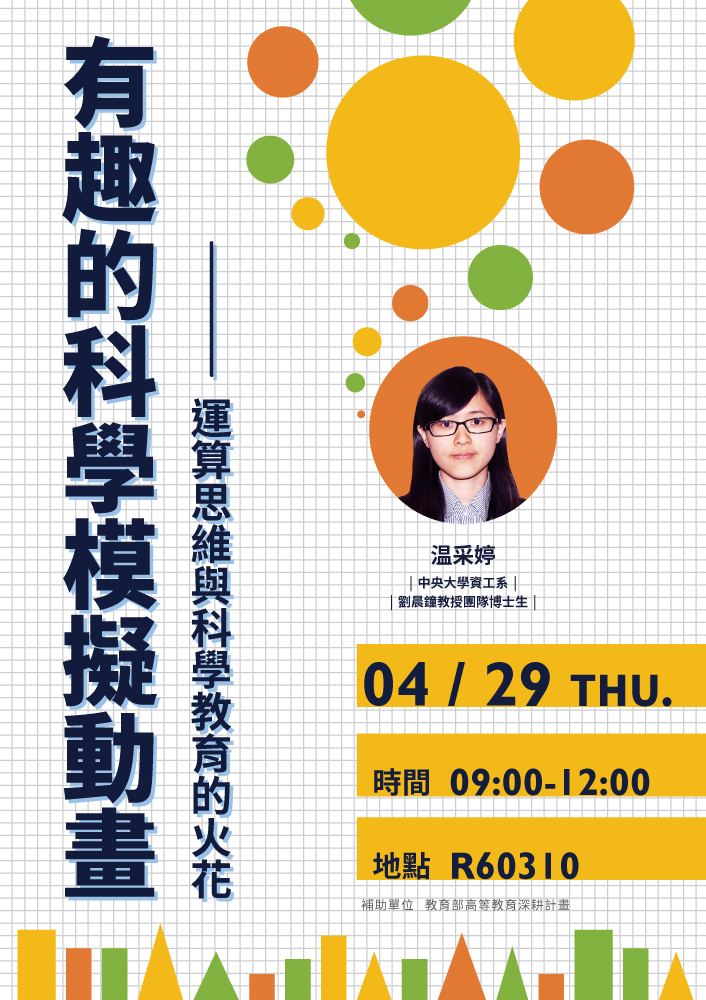 有趣的科學模擬動畫
——運算思維與科學教育的火花
温采婷
| 中央大學資工系 |
| 劉晨鐘教授團隊博士生 |
04 / 29 THU.
時間 09:00-12:00
地點 R60310
補助單位 教育部高等教育深耕計畫